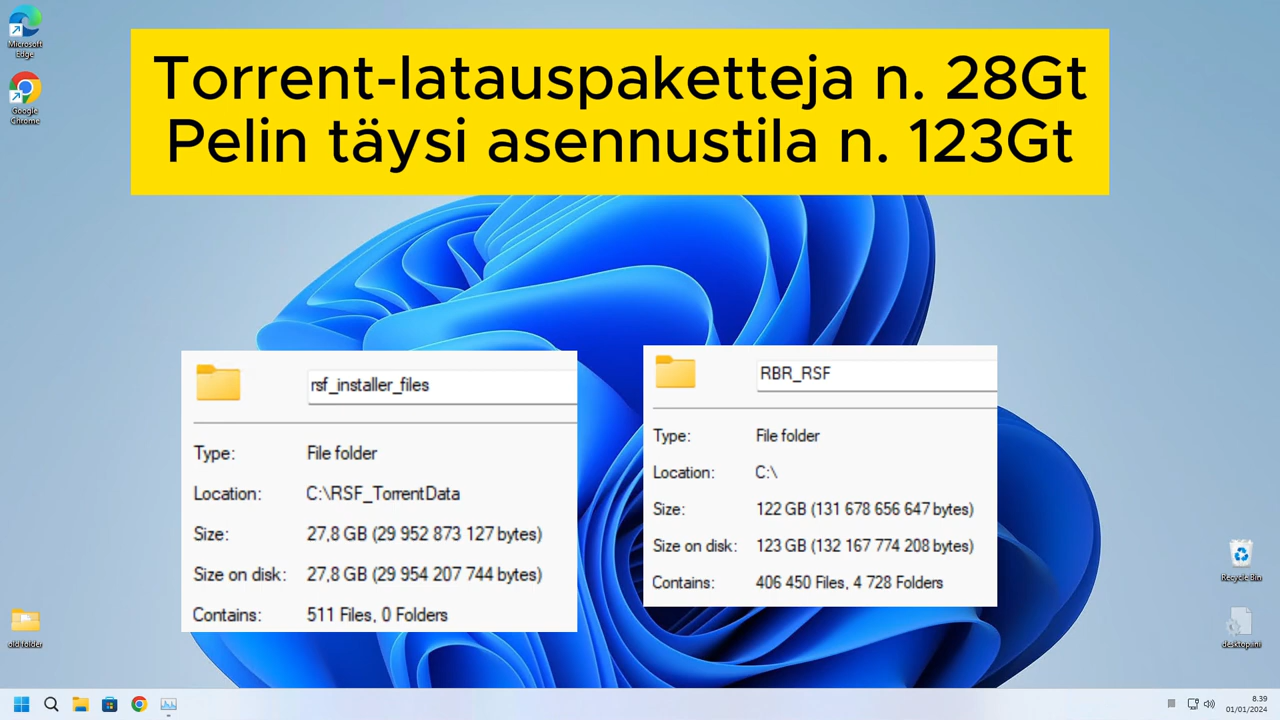 Microsoft
Edge
Google
Chrome
Torrent-latauspaketteja n. 28Gt
Pelin täysi asennustila n. 123Gt
rsf_installer_files
Type: File folder
Location: C:\RSF_TorrentData
Size: 27,8 GB (29 952 873 127 bytes)
Size on disk: 27,8 GB (29 954 207 744 bytes)
Contains: 511 Files, 0 Folders
RBR_RSF
Type: File folder
Location: C:\
Size: 122 GB (131 678 656 647 bytes)
Size on disk: 123 GB (132 167 774 208 bytes)
Contains: 406 450 Files, 4 728 Folders
old folder
Recycle Bin
desktop.ini
8.39
01/01/2024